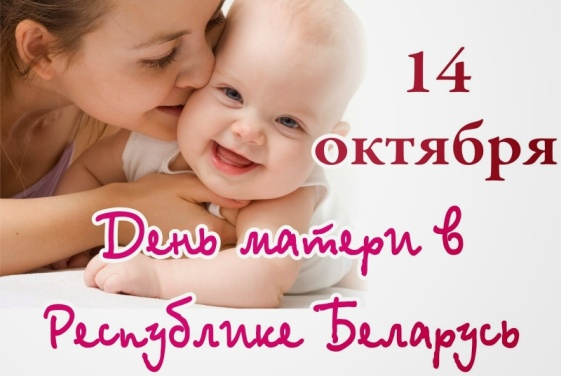 14
октября
День матери в
Республике Беларусь